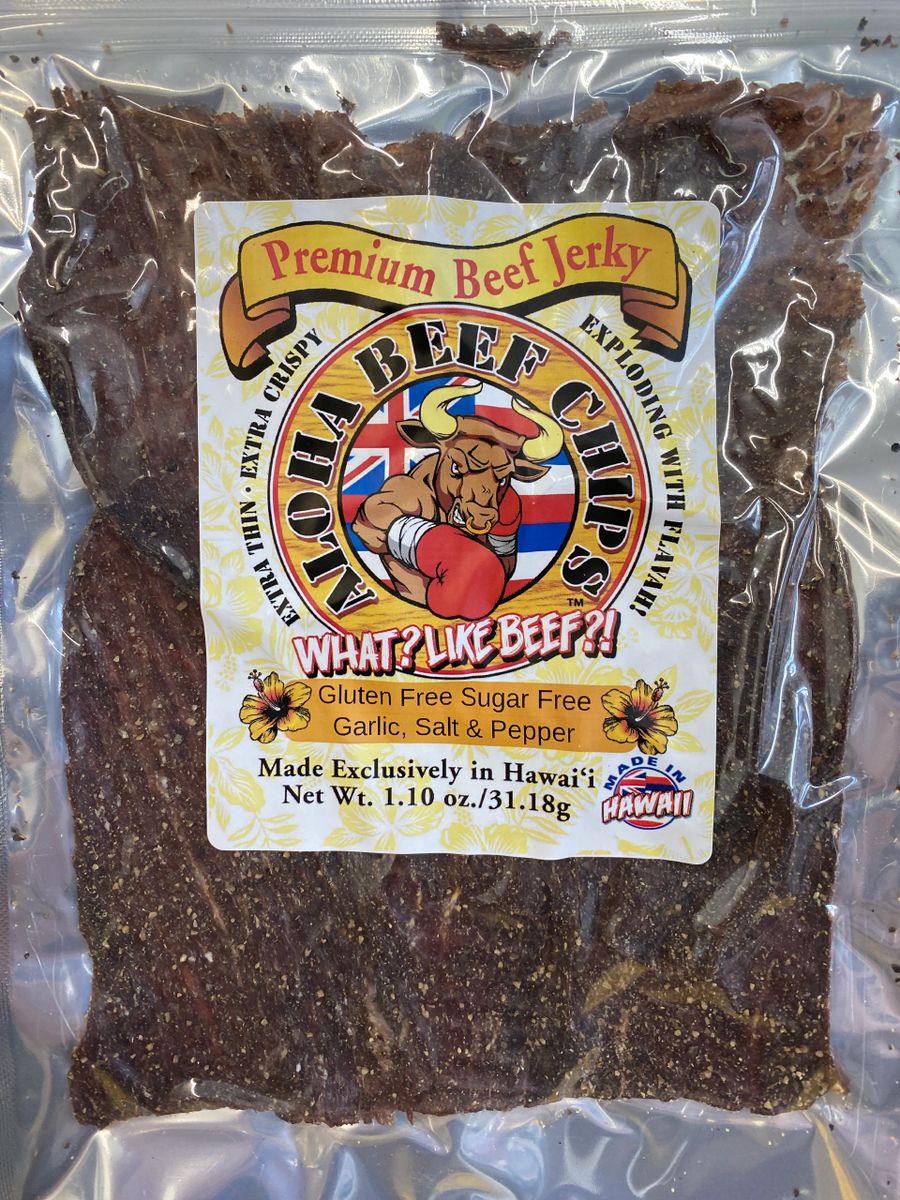 Premium Beef Jerky
EXTRA THIN · EXTRA CRISPY
ALOHA BEEF CHIPS
EXPLODING WITH FLAVAH!
TM
WHAT? LIKE BEEF?!
Gluten Free Sugar Free
Garlic, Salt & Pepper
Made Exclusively in Hawaiʻi
Net Wt. 1.10 oz./31.18g
MADE IN
HAWAII